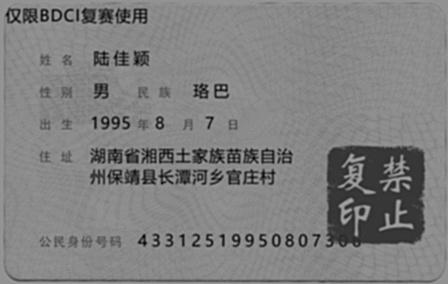 仅限BDCI复赛使用
姓名 陆佳颖
性别 男 民族 珞巴
出生 1995 年 8 月 7 日
住址 湖南省湘西土家族苗族自治
州保靖县长潭河乡官庄村
禁止
复印
公民身份号码 433125199508073